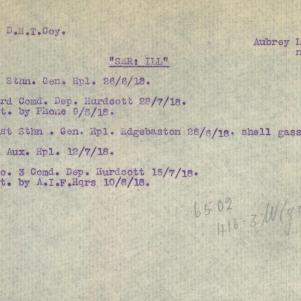 D.M.T.Coy.
Aubrey
"SER: ILL"
Sthn. Gen. Hpl. 26/6/18.
rd Comd. Dep. Hurdcott 28/7/18.
t. by Phone 9/8/18.
st Sthn . Gen. Hpl. Edgebaston 26/6/18. shell gass
Aux. Hpl. 12/7/18.
o. 3 Comd. Dep. Hurdcott 15/7/18.
t. by A.I.F.Hqrs 10/8/18.
6502